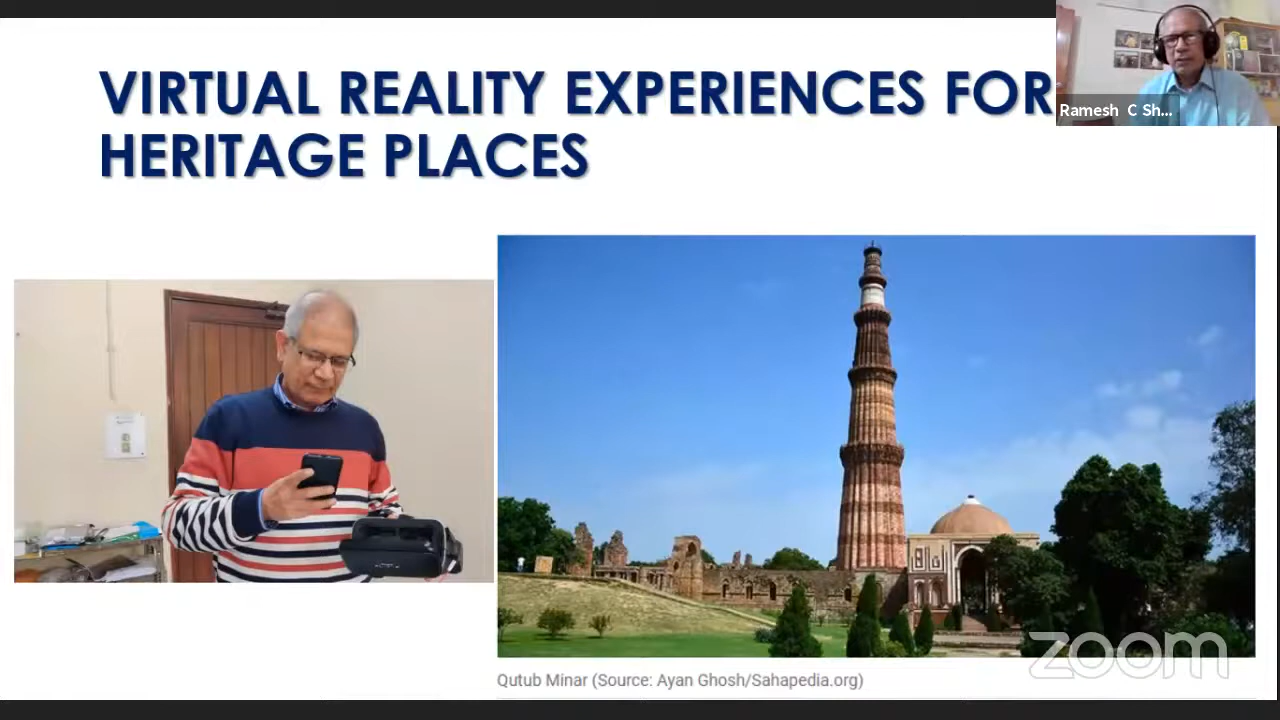 VIRTUAL REALITY EXPERIENCES FOR
HERITAGE PLACES
Ramesh C Sh...
Qutub Minar (Source: Ayan Ghosh/Sahapedia.org)
zoom